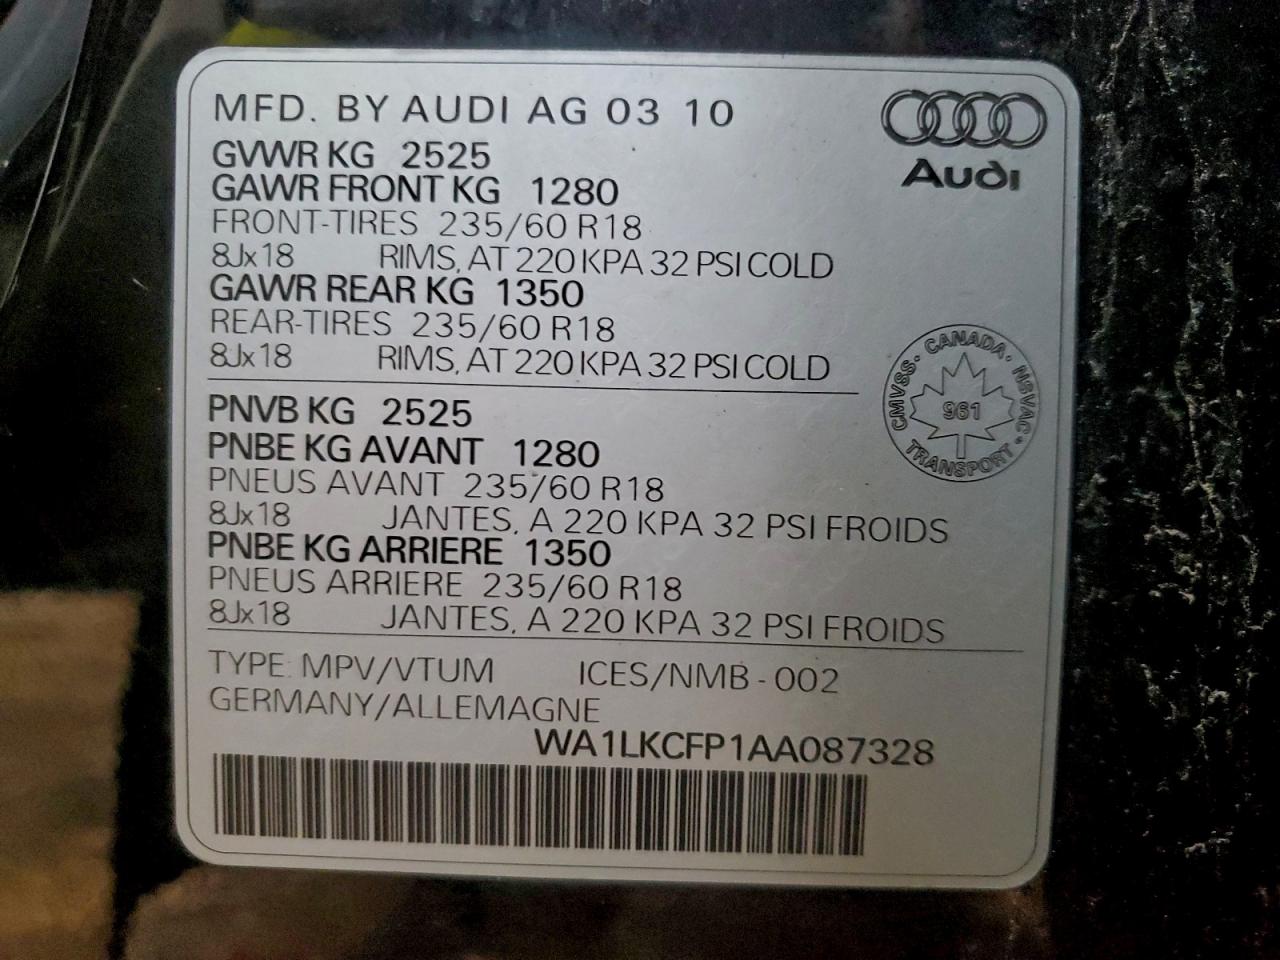 MFD. BY AUDI AG 03 10
Audi
GVWR KG 2525
GAWR FRONT KG 1280
FRONT-TIRES 235/60 R18
8Jx18 RIMS, AT 220 KPA 32 PSI COLD
GAWR REAR KG 1350
REAR-TIRES 235/60 R18
8Jx18 RIMS, AT 220 KPA 32 PSI COLD
CMVSS · CANADA · NSVAC · TRANSPORT ·
961
PNVB KG 2525
PNBE KG AVANT 1280
PNEUS AVANT 235/60 R18
8Jx18 JANTES, A 220 KPA 32 PSI FROIDS
PNBE KG ARRIERE 1350
PNEUS ARRIERE 235/60 R18
8Jx18 JANTES, A 220 KPA 32 PSI FROIDS
TYPE: MPV/VTUM ICES/NMB-002
GERMANY/ALLEMAGNE
WA1LKCFP1AA087328